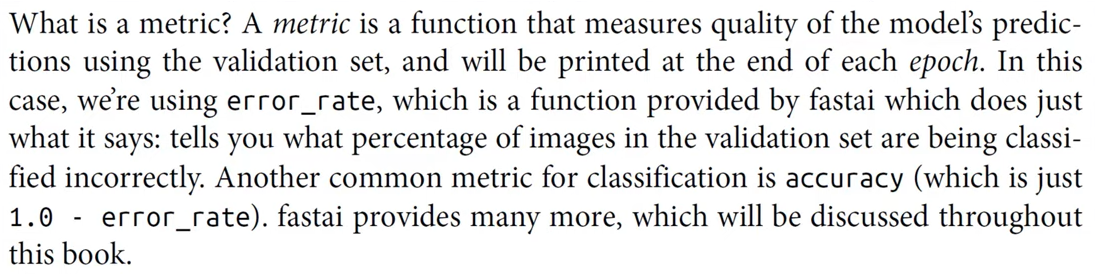 What is a metric? A metric is a function that measures quality of the model’s predic-
tions using the validation set, and will be printed at the end of each epoch. In this
case, we’re using error_rate, which is a function provided by fastai which does just
what it says: tells you what percentage of images in the validation set are being classi-
fied incorrectly. Another common metric for classification is accuracy (which is just
1.0 - error_rate). fastai provides many more, which will be discussed throughout
this book.